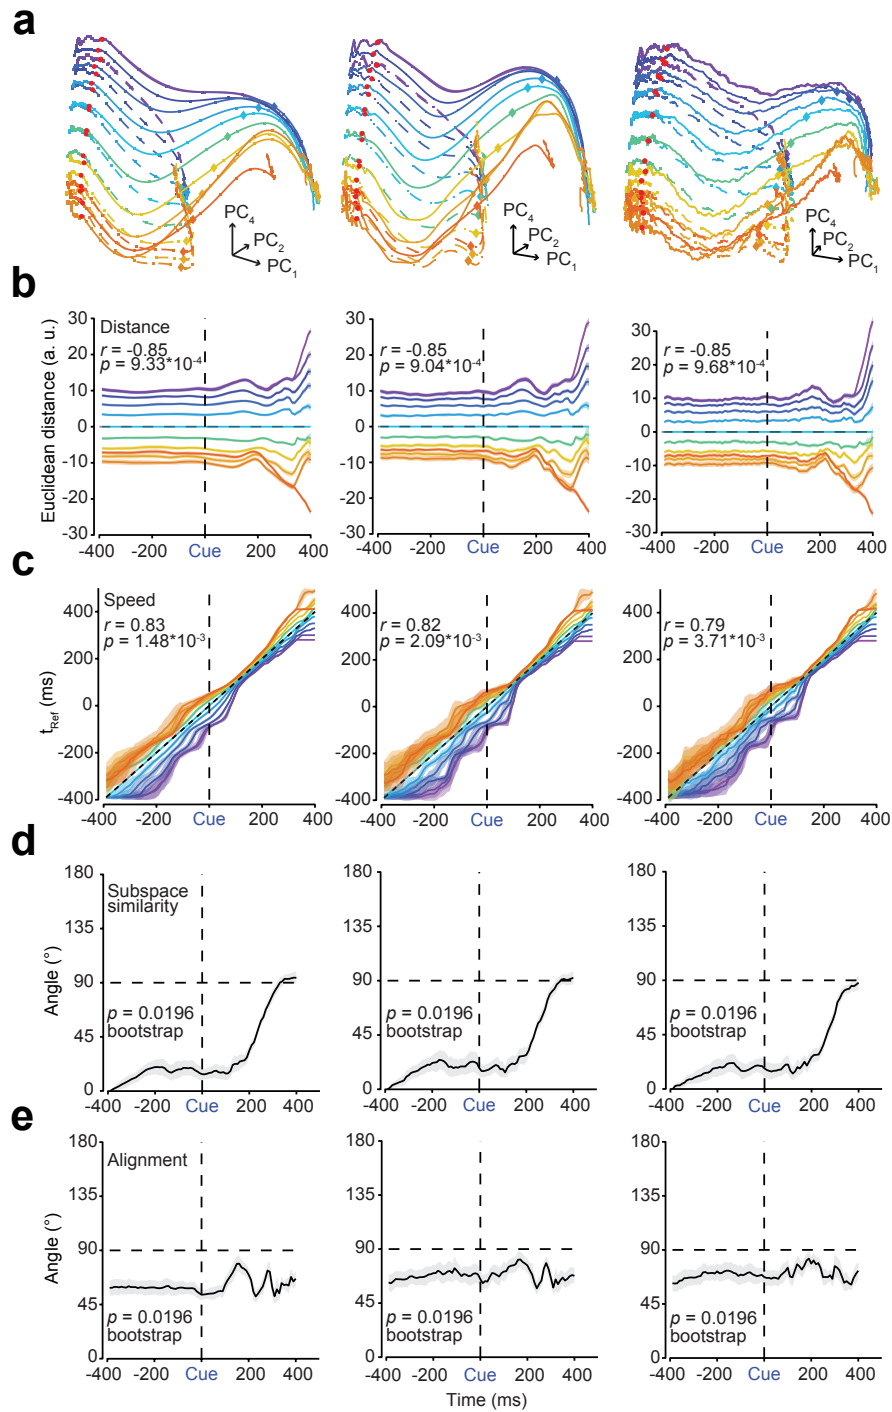 a
PC4 PC2 PC1
PC4 PC2 PC1
PC4 PC2 PC1
b
Euclidean distance (a. u.)
30 20 10 0 -10 -20 -30
Distance
r = -0.85
p = 9.33*10-4
-400 -200 Cue 200 400
30 20 10 0 -10 -20 -30
r = -0.85
p = 9.04*10-4
-400 -200 Cue 200 400
30 20 10 0 -10 -20 -30
r = -0.85
p = 9.68*10-4
-400 -200 Cue 200 400
c
tRef (ms)
400 200 0 -200 -400
Speed
r = 0.83
p = 1.48*10-3
-400 -200 Cue 200 400
400 200 0 -200 -400
r = 0.82
p = 2.09*10-3
-400 -200 Cue 200 400
400 200 0 -200 -400
r = 0.79
p = 3.71*10-3
-400 -200 Cue 200 400
d
Angle (°)
180 135 90 45 0
Subspace
similarity
p = 0.0196
bootstrap
-400 -200 Cue 200 400
180 135 90 45 0
p = 0.0196
bootstrap
-400 -200 Cue 200 400
180 135 90 45 0
p = 0.0196
bootstrap
-400 -200 Cue 200 400
e
Angle (°)
180 135 90 45 0
Alignment
p = 0.0196
bootstrap
-400 -200 Cue 200 400
180 135 90 45 0
p = 0.0196
bootstrap
-400 -200 Cue 200 400
180 135 90 45 0
p = 0.0196
bootstrap
-400 -200 Cue 200 400
Time (ms)